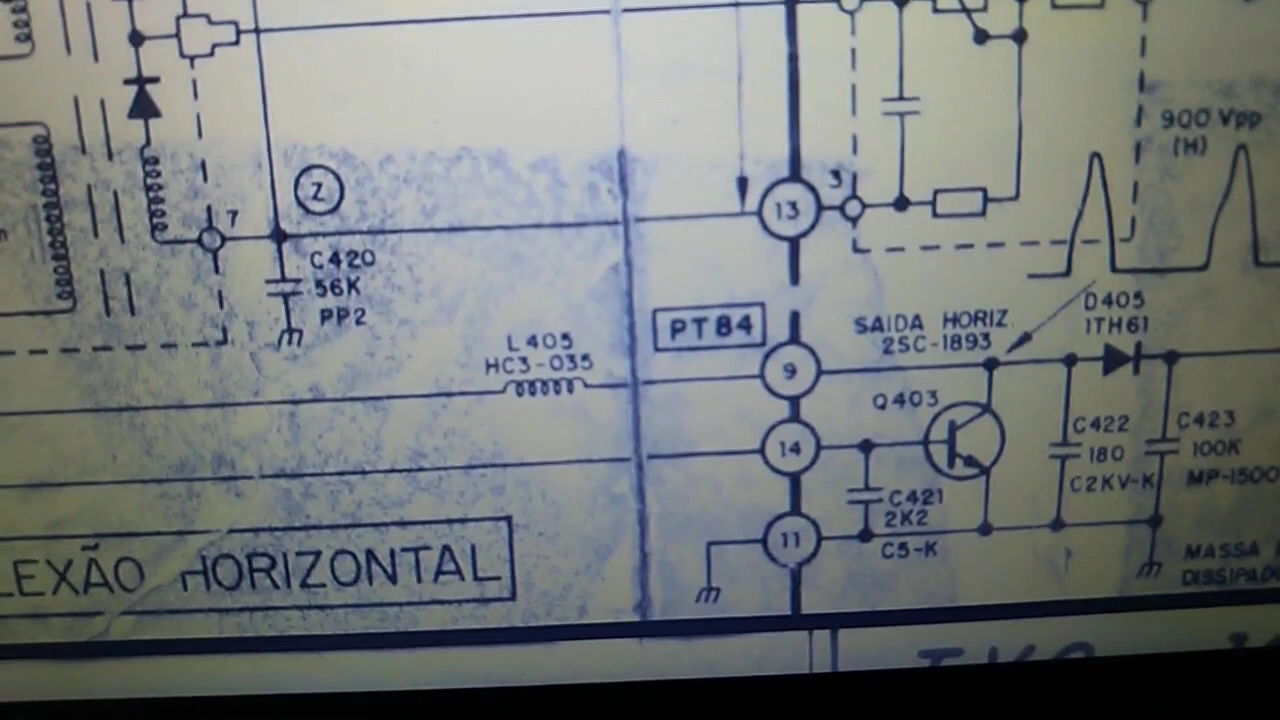 900 Vpp
(H)
Z
7
3
13
C420
56K
PP2
L405
HC3-035
PT84
SAIDA HORIZ.
2SC-1893
D405
1TH61
9
Q403
14
C422
180
C2KV-K
C423
100K
MP-1500
C421
2K2
C5-K
11
LEXÃO HORIZONTAL
MASSA